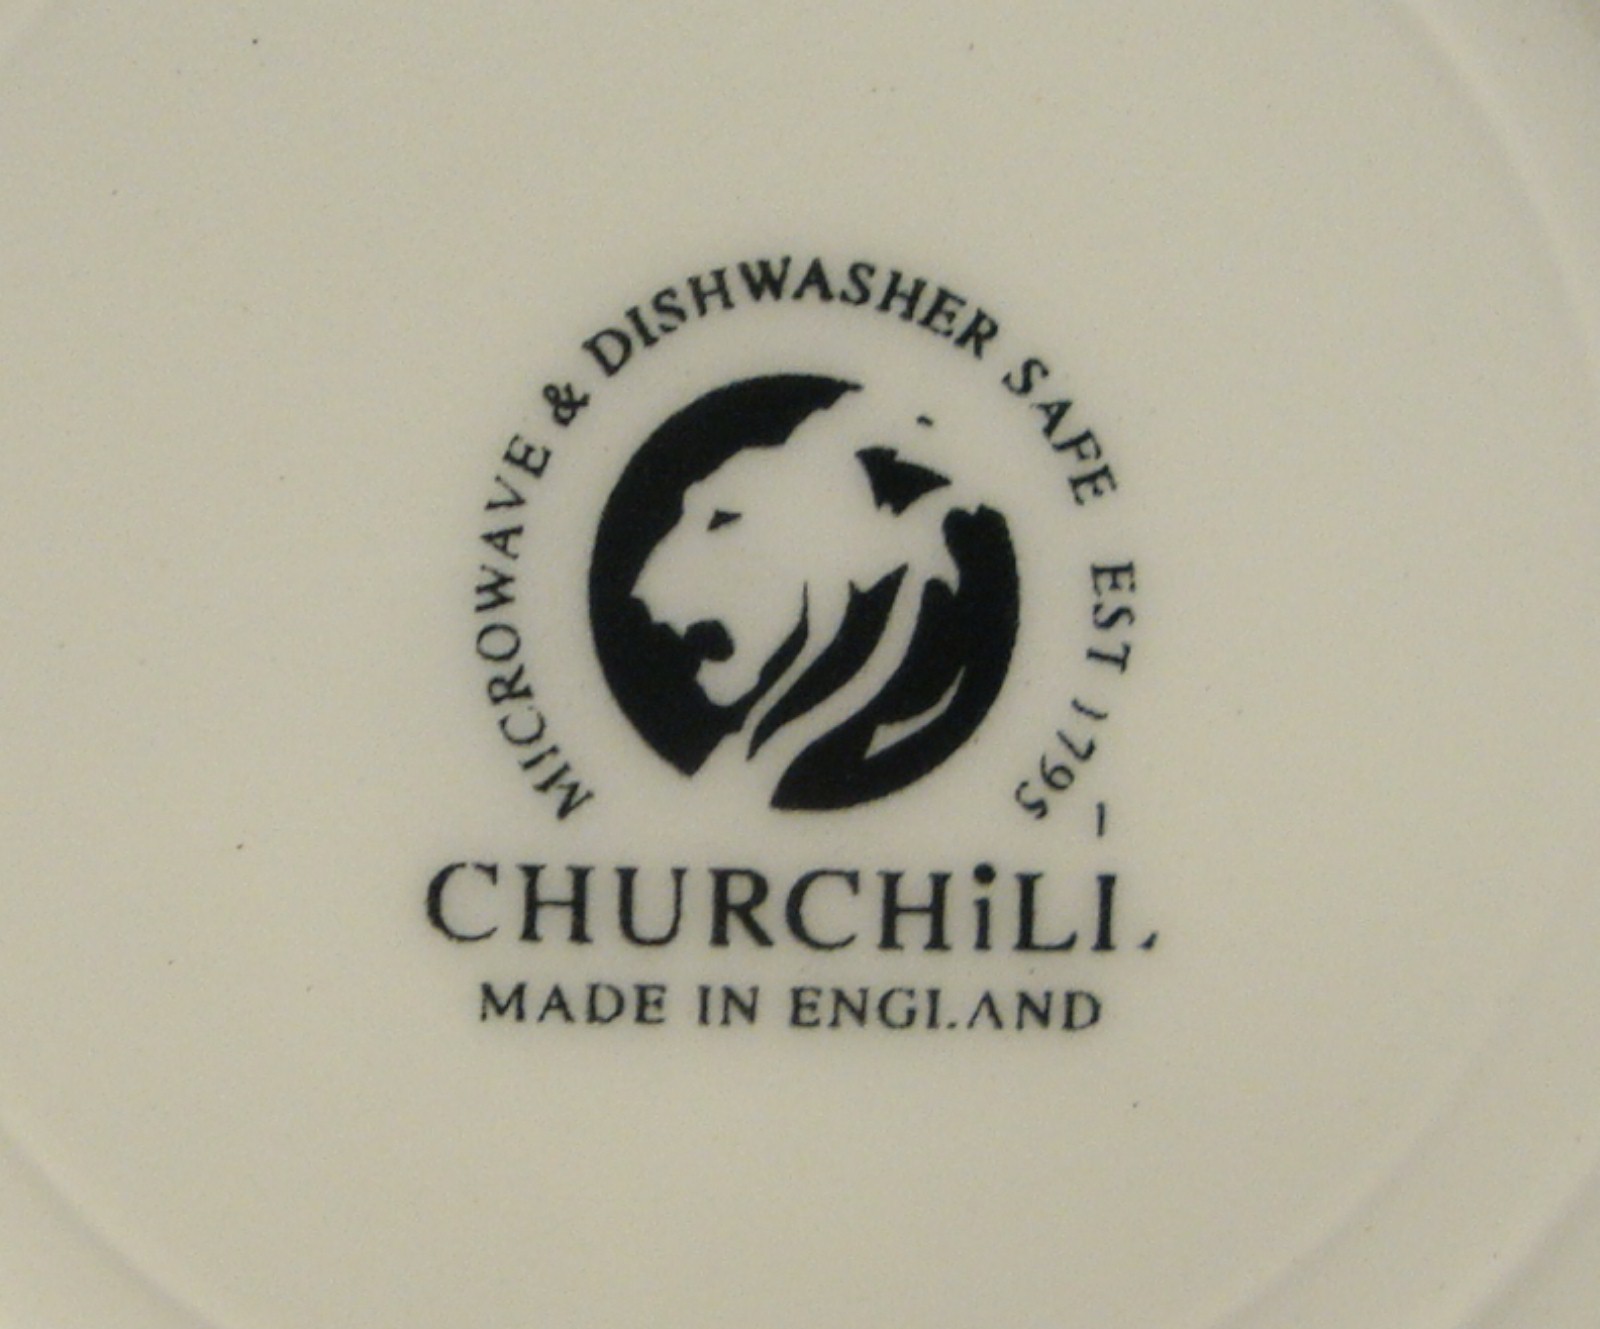 MICROWAVE & DISHWASHER SAFE EST 1795
CHURCHiLL
MADE IN ENGLAND